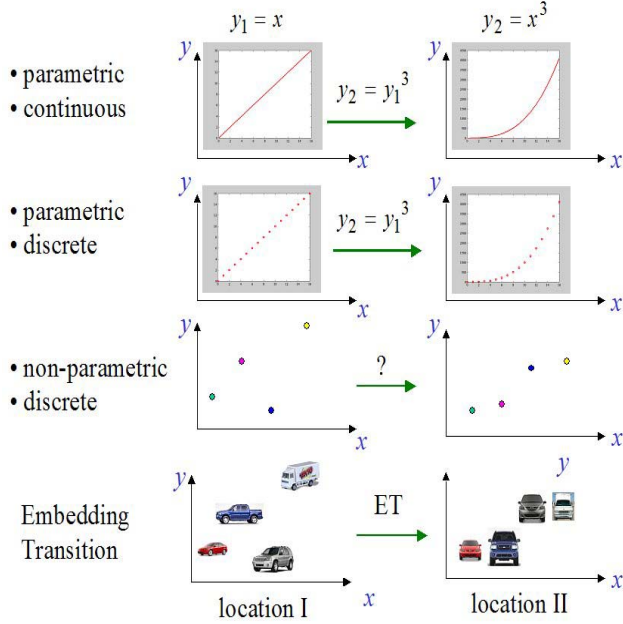 y₁ = x
y₂ = x³
y
y
• parametric
• continuous
y₂ = y₁³
x
x
y
y
• parametric
• discrete
y₂ = y₁³
x
x
y
y
• non-parametric
• discrete
?
x
x
y
y
Embedding
Transition
ET
location I
x
location II
x